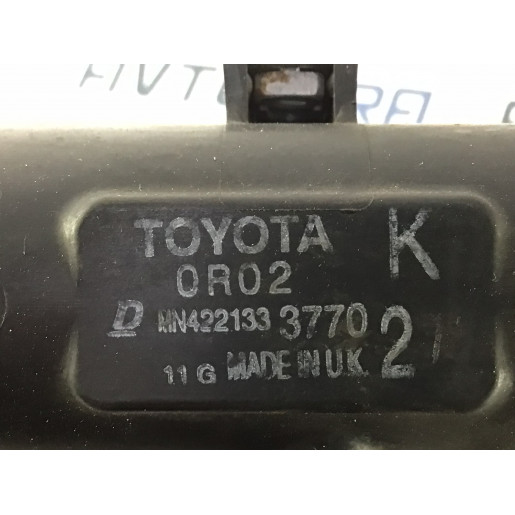 TOYOTA K
0R02
D MN422133 3770
11 G MADE IN U.K. 2